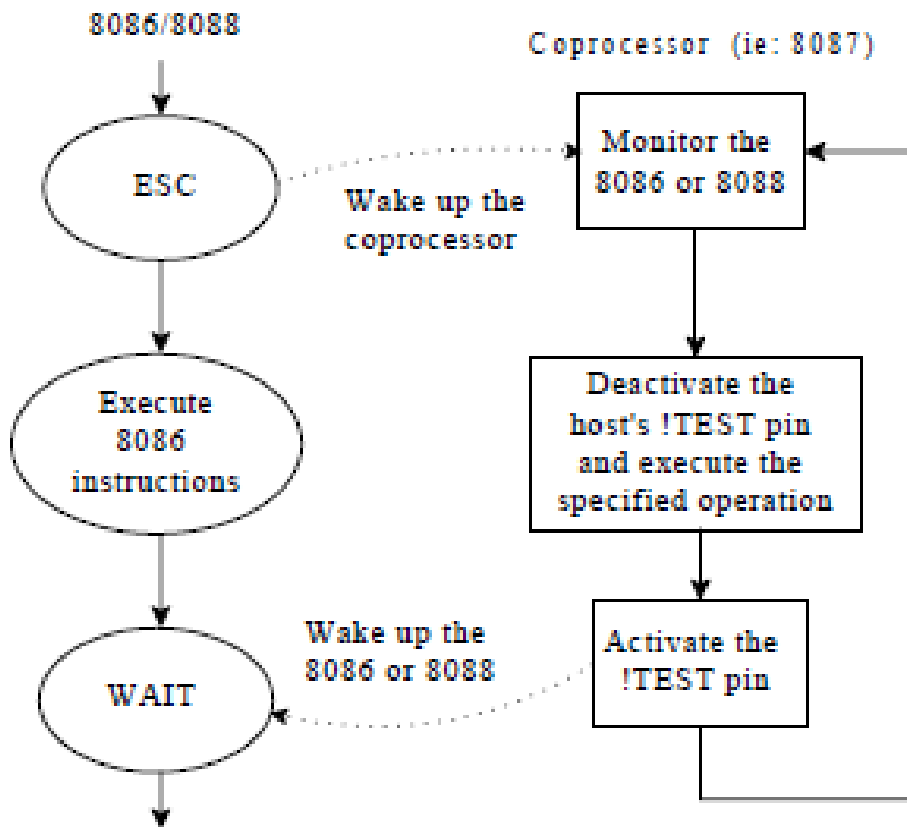 8086/8088
Coprocessor (ie: 8087)
ESC
Wake up the
coprocessor
Monitor the
8086 or 8088
Execute
8086
instructions
Deactivate the
host's !TEST pin
and execute the
specified operation
WAIT
Wake up the
8086 or 8088
Activate the
!TEST pin